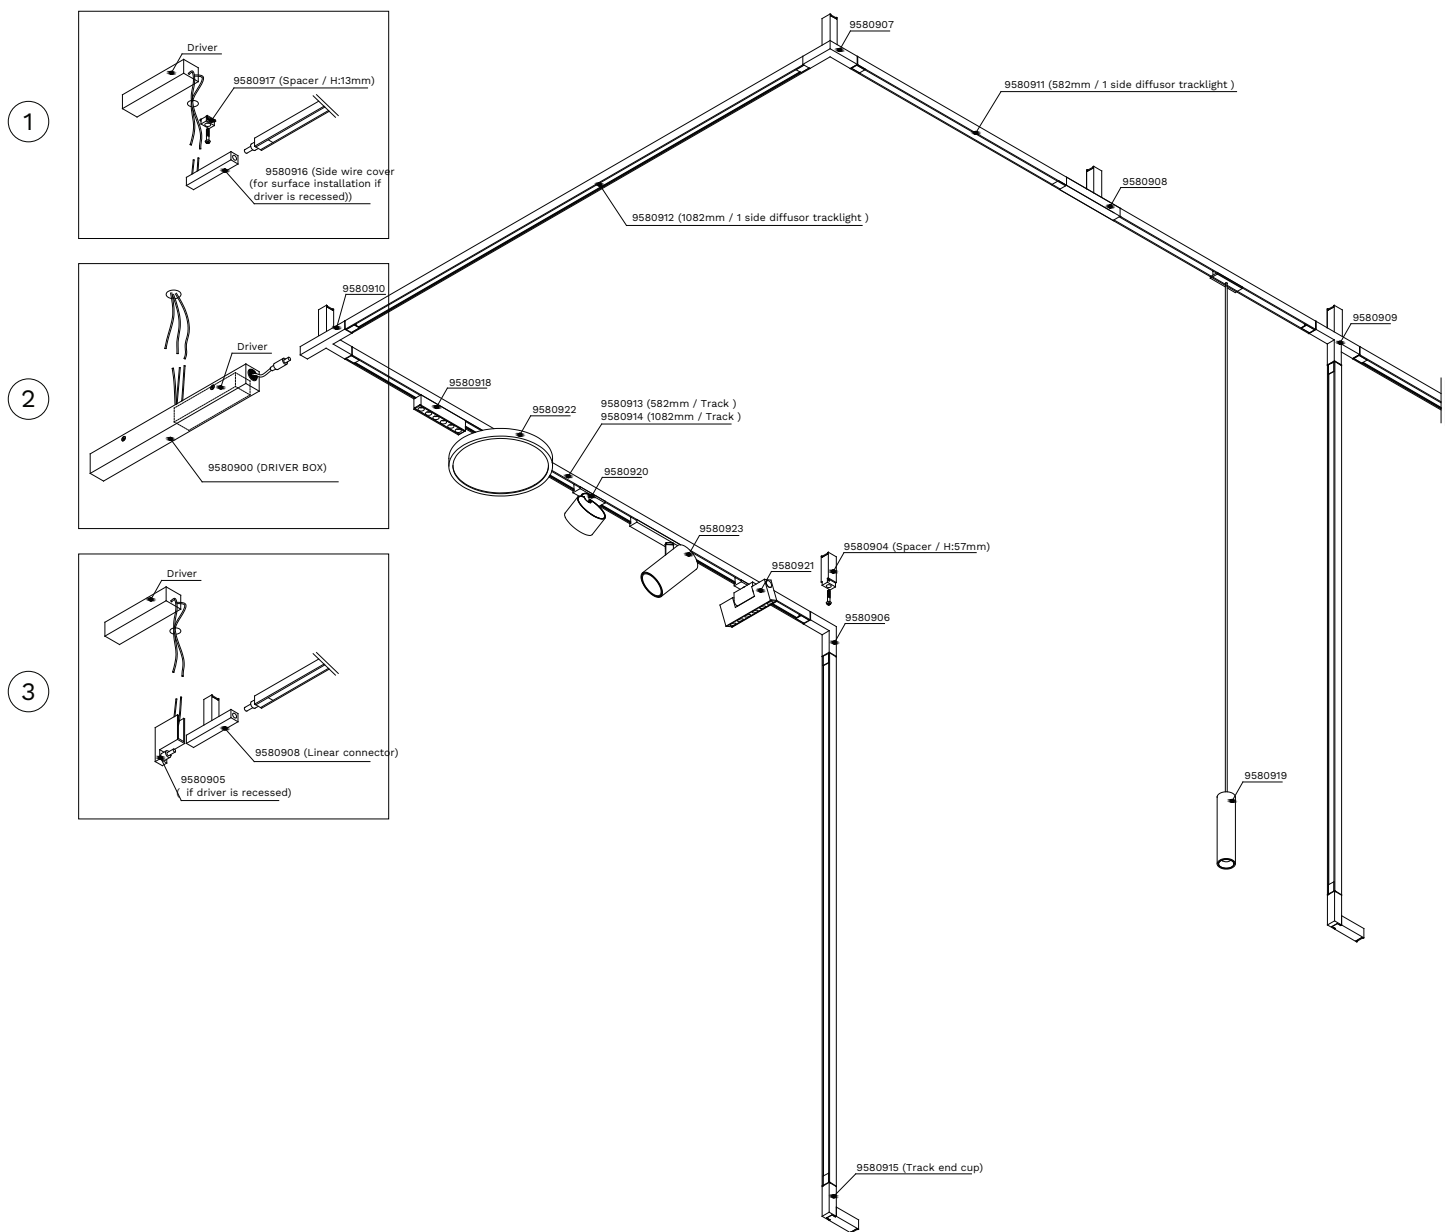 1
Driver
9580917 (Spacer / H:13mm)
9580916 (Side wire cover
(for surface installation if
driver is recessed))
2
Driver
9580900 (DRIVER BOX)
3
Driver
9580908 (Linear connector)
9580905
( if driver is recessed)
9580907
9580911 (582mm / 1 side diffusor tracklight )
9580908
9580912 (1082mm / 1 side diffusor tracklight )
9580910
9580909
9580918
9580922
9580913 (582mm / Track )
9580914 (1082mm / Track )
9580920
9580923
9580921
9580904 (Spacer / H:57mm)
9580906
9580919
9580915 (Track end cup)